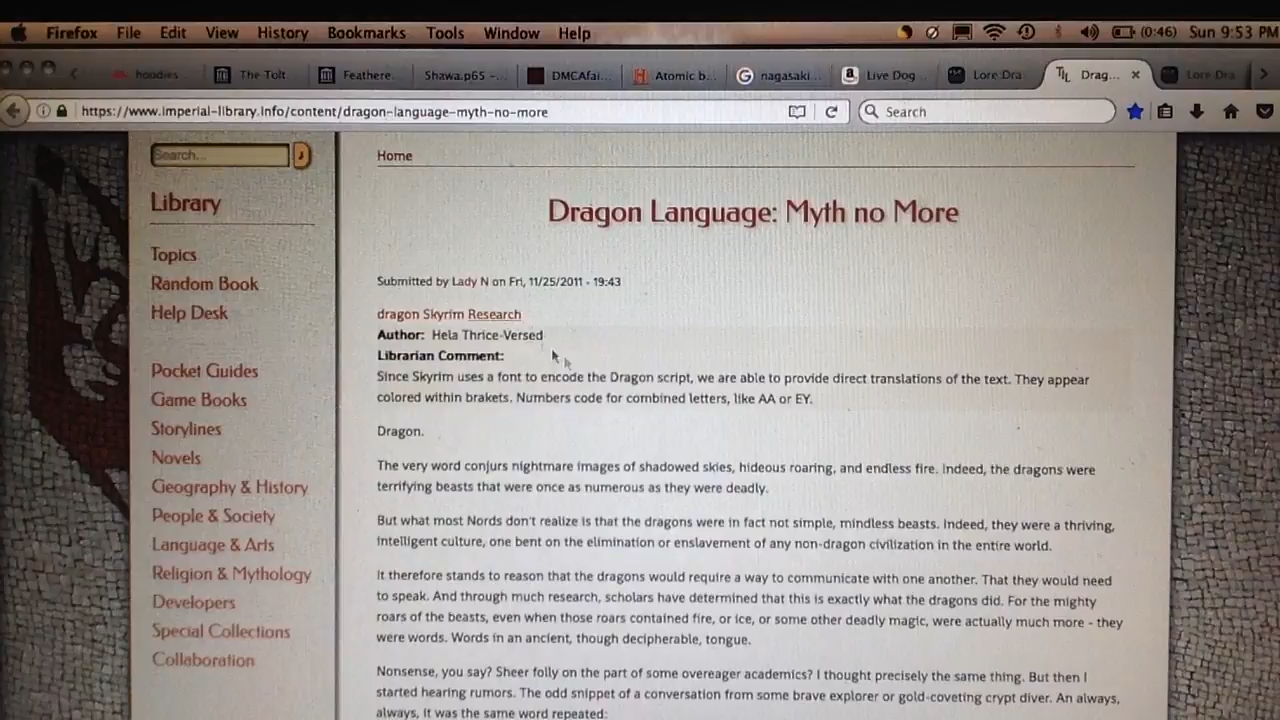 Firefox File Edit View History Bookmarks Tools Window Help (0:46) Sun 9:53 PM
hoodies The Tolt Feathere.. Shawa.p65 -... DMCAfai... Atomic b... nagasaki... Live Dog Lore Dra Drag... Lore Dra
https://www.imperial-library.info/content/dragon-language-myth-no-more Search
Search...
Home
Library
Dragon Language: Myth no More
Topics
Random Book
Help Desk
Pocket Guides
Game Books
Storylines
Novels
Geography & History
People & Society
Language & Arts
Religion & Mythology
Developers
Special Collections
Collaboration
Submitted by Lady N on Fri, 11/25/2011 - 19:43
dragon Skyrim Research
Author: Hela Thrice-Versed
Librarian Comment:
Since Skyrim uses a font to encode the Dragon script, we are able to provide direct translations of the text. They appear
colored within brakets. Numbers code for combined letters, like AA or EY.
Dragon.
The very word conjurs nightmare images of shadowed skies, hideous roaring, and endless fire. Indeed, the dragons were
terrifying beasts that were once as numerous as they were deadly.
But what most Nords don't realize is that the dragons were in fact not simple, mindless beasts. Indeed, they were a thriving,
intelligent culture, one bent on the elimination or enslavement of any non-dragon civilization in the entire world.
It therefore stands to reason that the dragons would require a way to communicate with one another. That they would need
to speak. And through much research, scholars have determined that this is exactly what the dragons did. For the mighty
roars of the beasts, even when those roars contained fire, or ice, or some other deadly magic, were actually much more - they
were words. Words in an ancient, though decipherable, tongue.
Nonsense, you say? Sheer folly on the part of some overeager academics? I thought precisely the same thing. But then I
started hearing rumors. The odd snippet of a conversation from some brave explorer or gold-coveting crypt diver. An always,
always, it was the same word repeated: